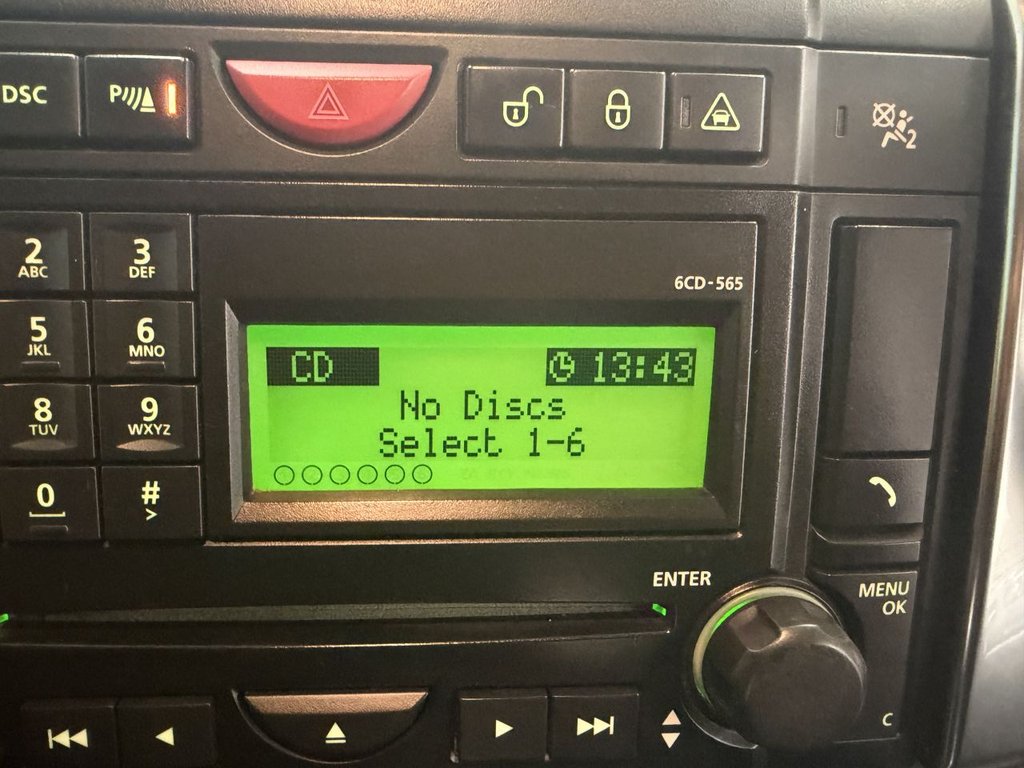 DSC
P
2
2
ABC
3
DEF
6CD-565
5
JKL
6
MNO
CD
13:43
No Discs
Select 1-6
8
TUV
9
WXYZ
0
#
>
ENTER
MENU
OK
C